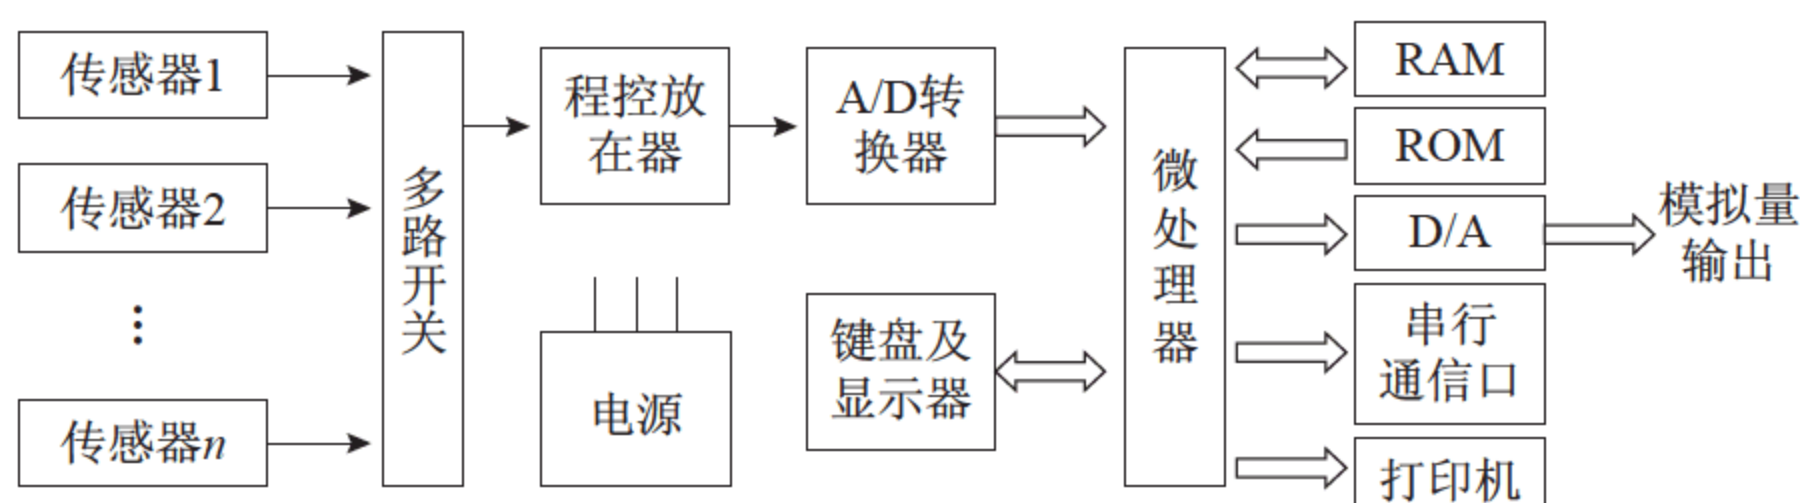 传感器1
传感器2
⋮
传感器n
多路开关
程控放
在器
A/D转
换器
电源
键盘及
显示器
微处理器
RAM
ROM
D/A
模拟量
输出
串行
通信口
打印机